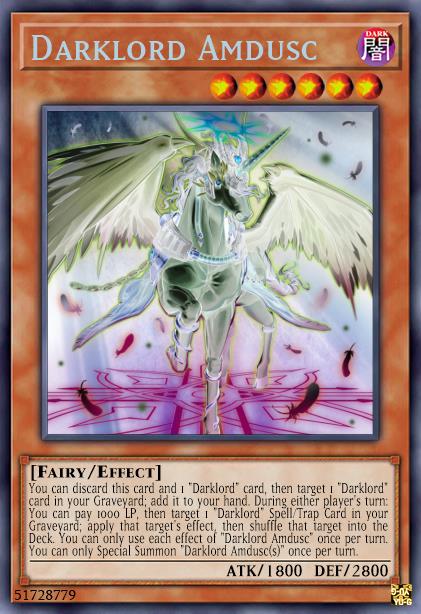 Darklord Amdusc
DARK
闇
[Fairy/Effect]
You can discard this card and 1 "Darklord" card, then target 1 "Darklord"
card in your Graveyard; add it to your hand. During either player's turn:
You can pay 1000 LP, then target 1 "Darklord" Spell/Trap Card in your
Graveyard; apply that target's effect, then shuffle that target into the
Deck. You can only use each effect of "Darklord Amdusc" once per turn.
You can only Special Summon "Darklord Amdusc(s)" once per turn.
ATK/1800 DEF/2800
51728779